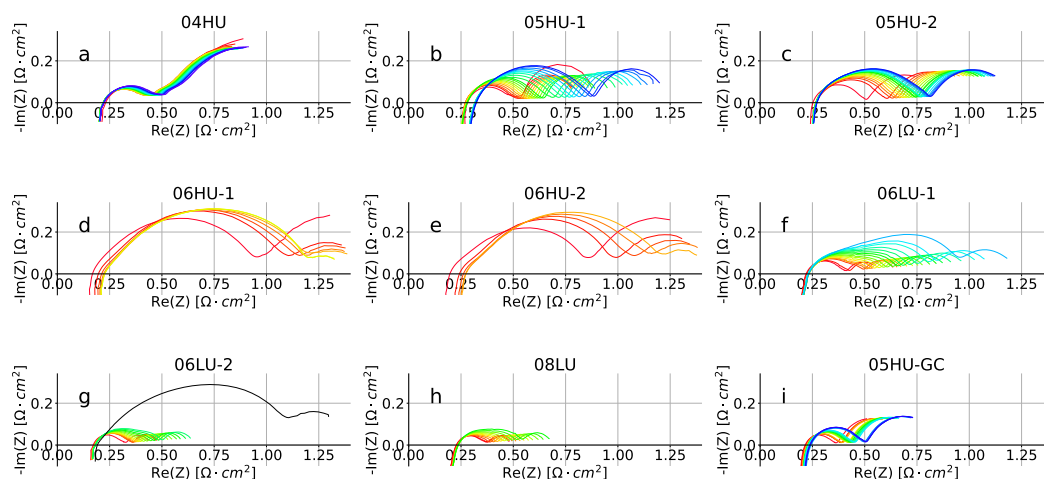 04HU
05HU-1
05HU-2
a
b
c
-Im(Z) [Ω · cm²]
-Im(Z) [Ω · cm²]
-Im(Z) [Ω · cm²]
0.2
0.0
0.2
0.0
0.2
0.0
0.00 0.25 0.50 0.75 1.00 1.25
0.00 0.25 0.50 0.75 1.00 1.25
0.00 0.25 0.50 0.75 1.00 1.25
Re(Z) [Ω · cm²]
Re(Z) [Ω · cm²]
Re(Z) [Ω · cm²]
06HU-1
06HU-2
06LU-1
d
e
f
-Im(Z) [Ω · cm²]
-Im(Z) [Ω · cm²]
-Im(Z) [Ω · cm²]
0.2
0.0
0.2
0.0
0.2
0.0
0.00 0.25 0.50 0.75 1.00 1.25
0.00 0.25 0.50 0.75 1.00 1.25
0.00 0.25 0.50 0.75 1.00 1.25
Re(Z) [Ω · cm²]
Re(Z) [Ω · cm²]
Re(Z) [Ω · cm²]
06LU-2
08LU
05HU-GC
g
h
i
-Im(Z) [Ω · cm²]
-Im(Z) [Ω · cm²]
-Im(Z) [Ω · cm²]
0.2
0.0
0.2
0.0
0.2
0.0
0.00 0.25 0.50 0.75 1.00 1.25
0.00 0.25 0.50 0.75 1.00 1.25
0.00 0.25 0.50 0.75 1.00 1.25
Re(Z) [Ω · cm²]
Re(Z) [Ω · cm²]
Re(Z) [Ω · cm²]